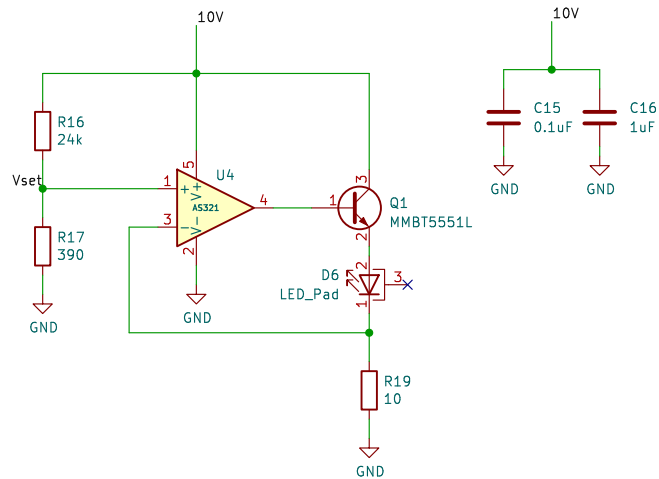 10V
10V
R16
24k
C15
0.1uF
C16
1uF
Vset
1
5
U4
+
V+
AS321
4
3
-
V-
2
R17
390
GND
GND
3
1
Q1
MMBT5551L
2
GND
GND
D6
LED_Pad
2
3
1
R19
10
GND